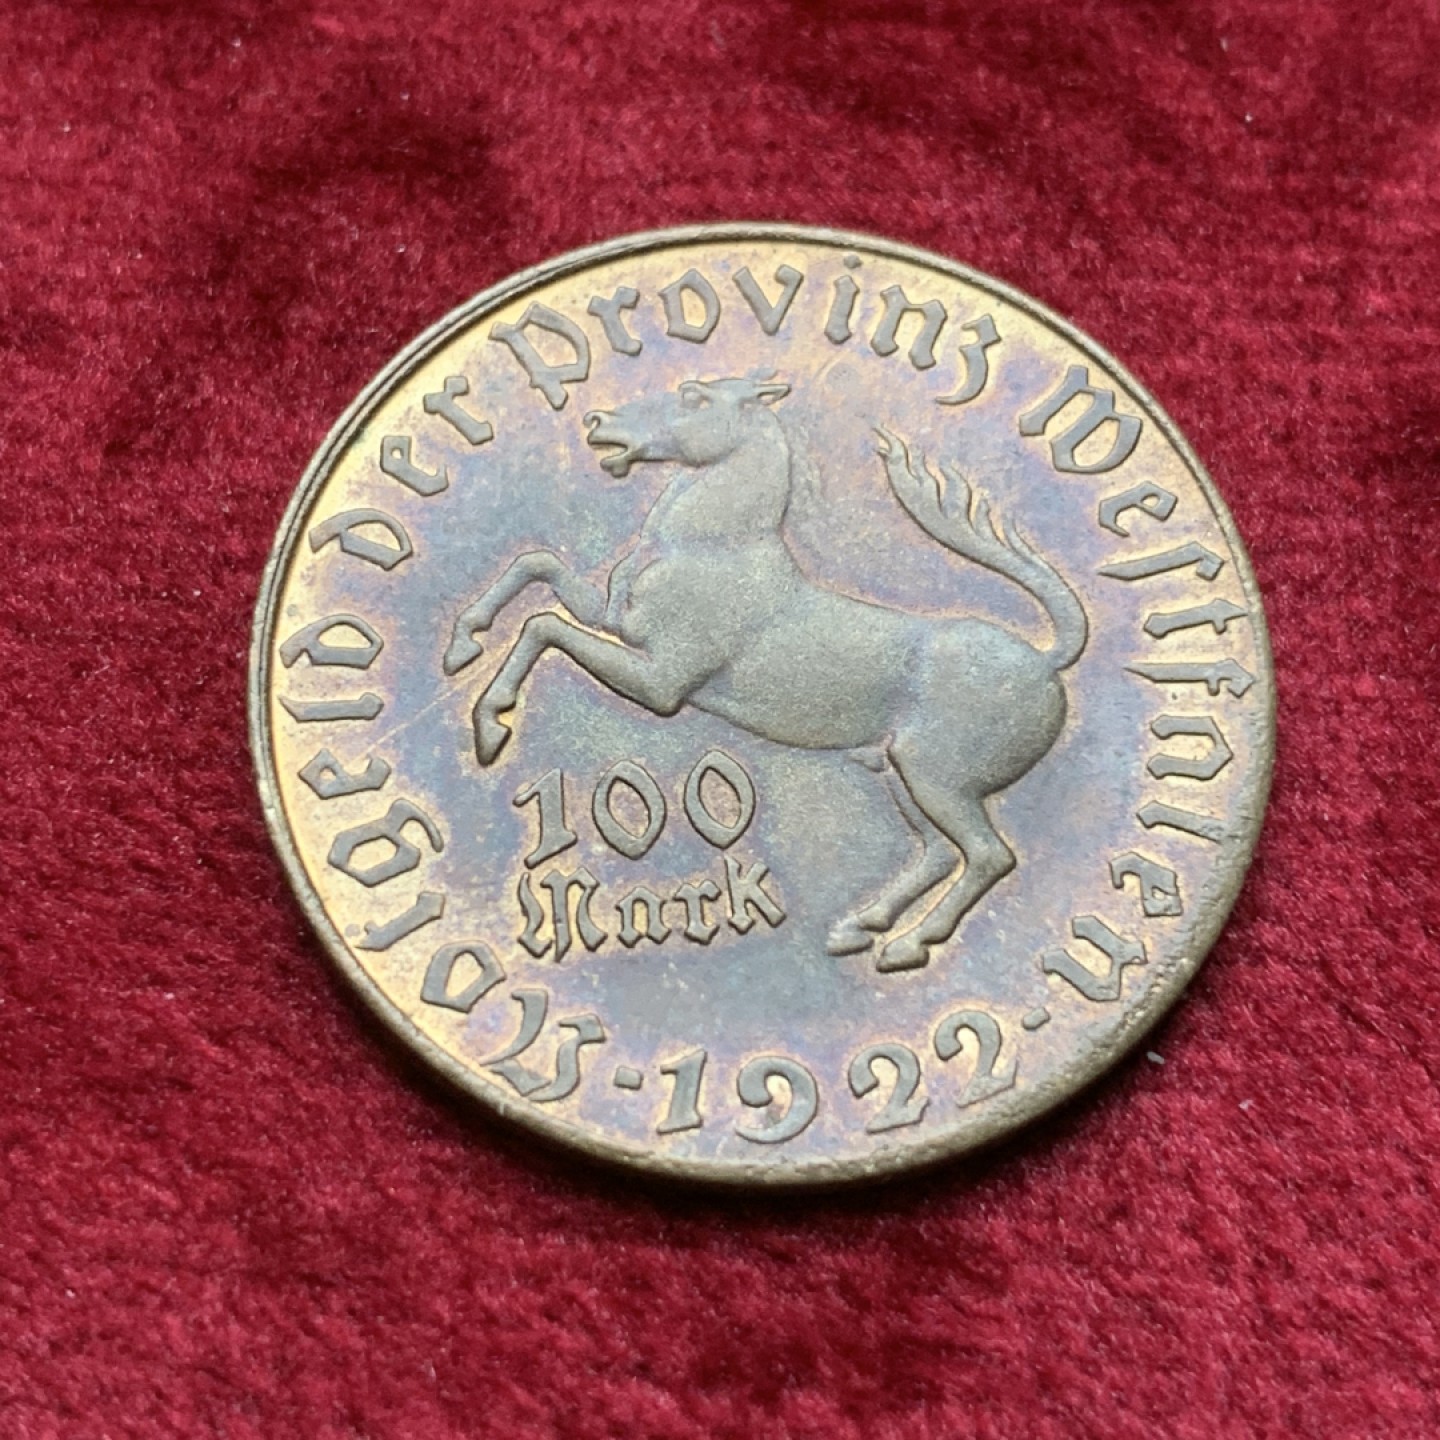 Notgeld der Provinz Westfalen
100
Mark
·1922·